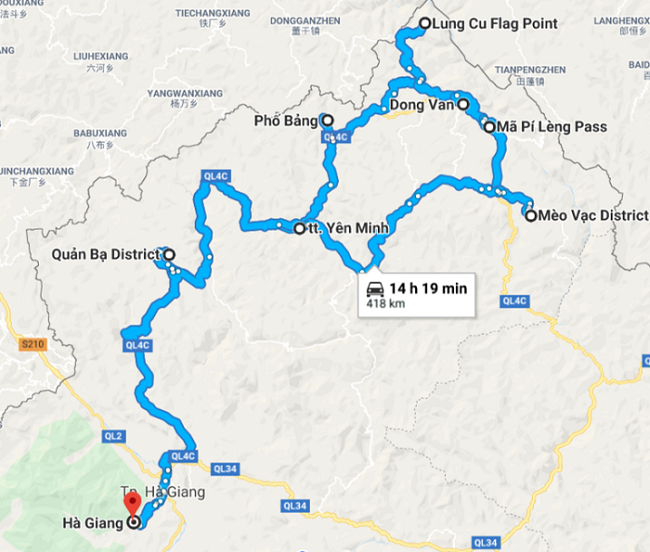 TIECHANGXIANG
铁厂乡
DONGGANZHEN
董干镇
Lung Cu Flag Point
LANGHENGX
郎恒乡
法斗乡
LIUHEXIANG
六河乡
TIANPENGZHEN
田蓬镇
BAIDU
YANGWANXIANG
杨万乡
Dong Van
Phố Bảng
QL4C
Mã Pí Lèng Pass
BABUXIANG
八布乡
UINCHANGXIANG
下金厂乡
QL4C
Mèo Vạc District
tt. Yên Minh
Quản Bạ District
14 h 19 min
418 km
QL4C
S210
QL4C
QL2
QL4C
QL34
Tp. Hà Giang
QL34
Hà Giang
QL34